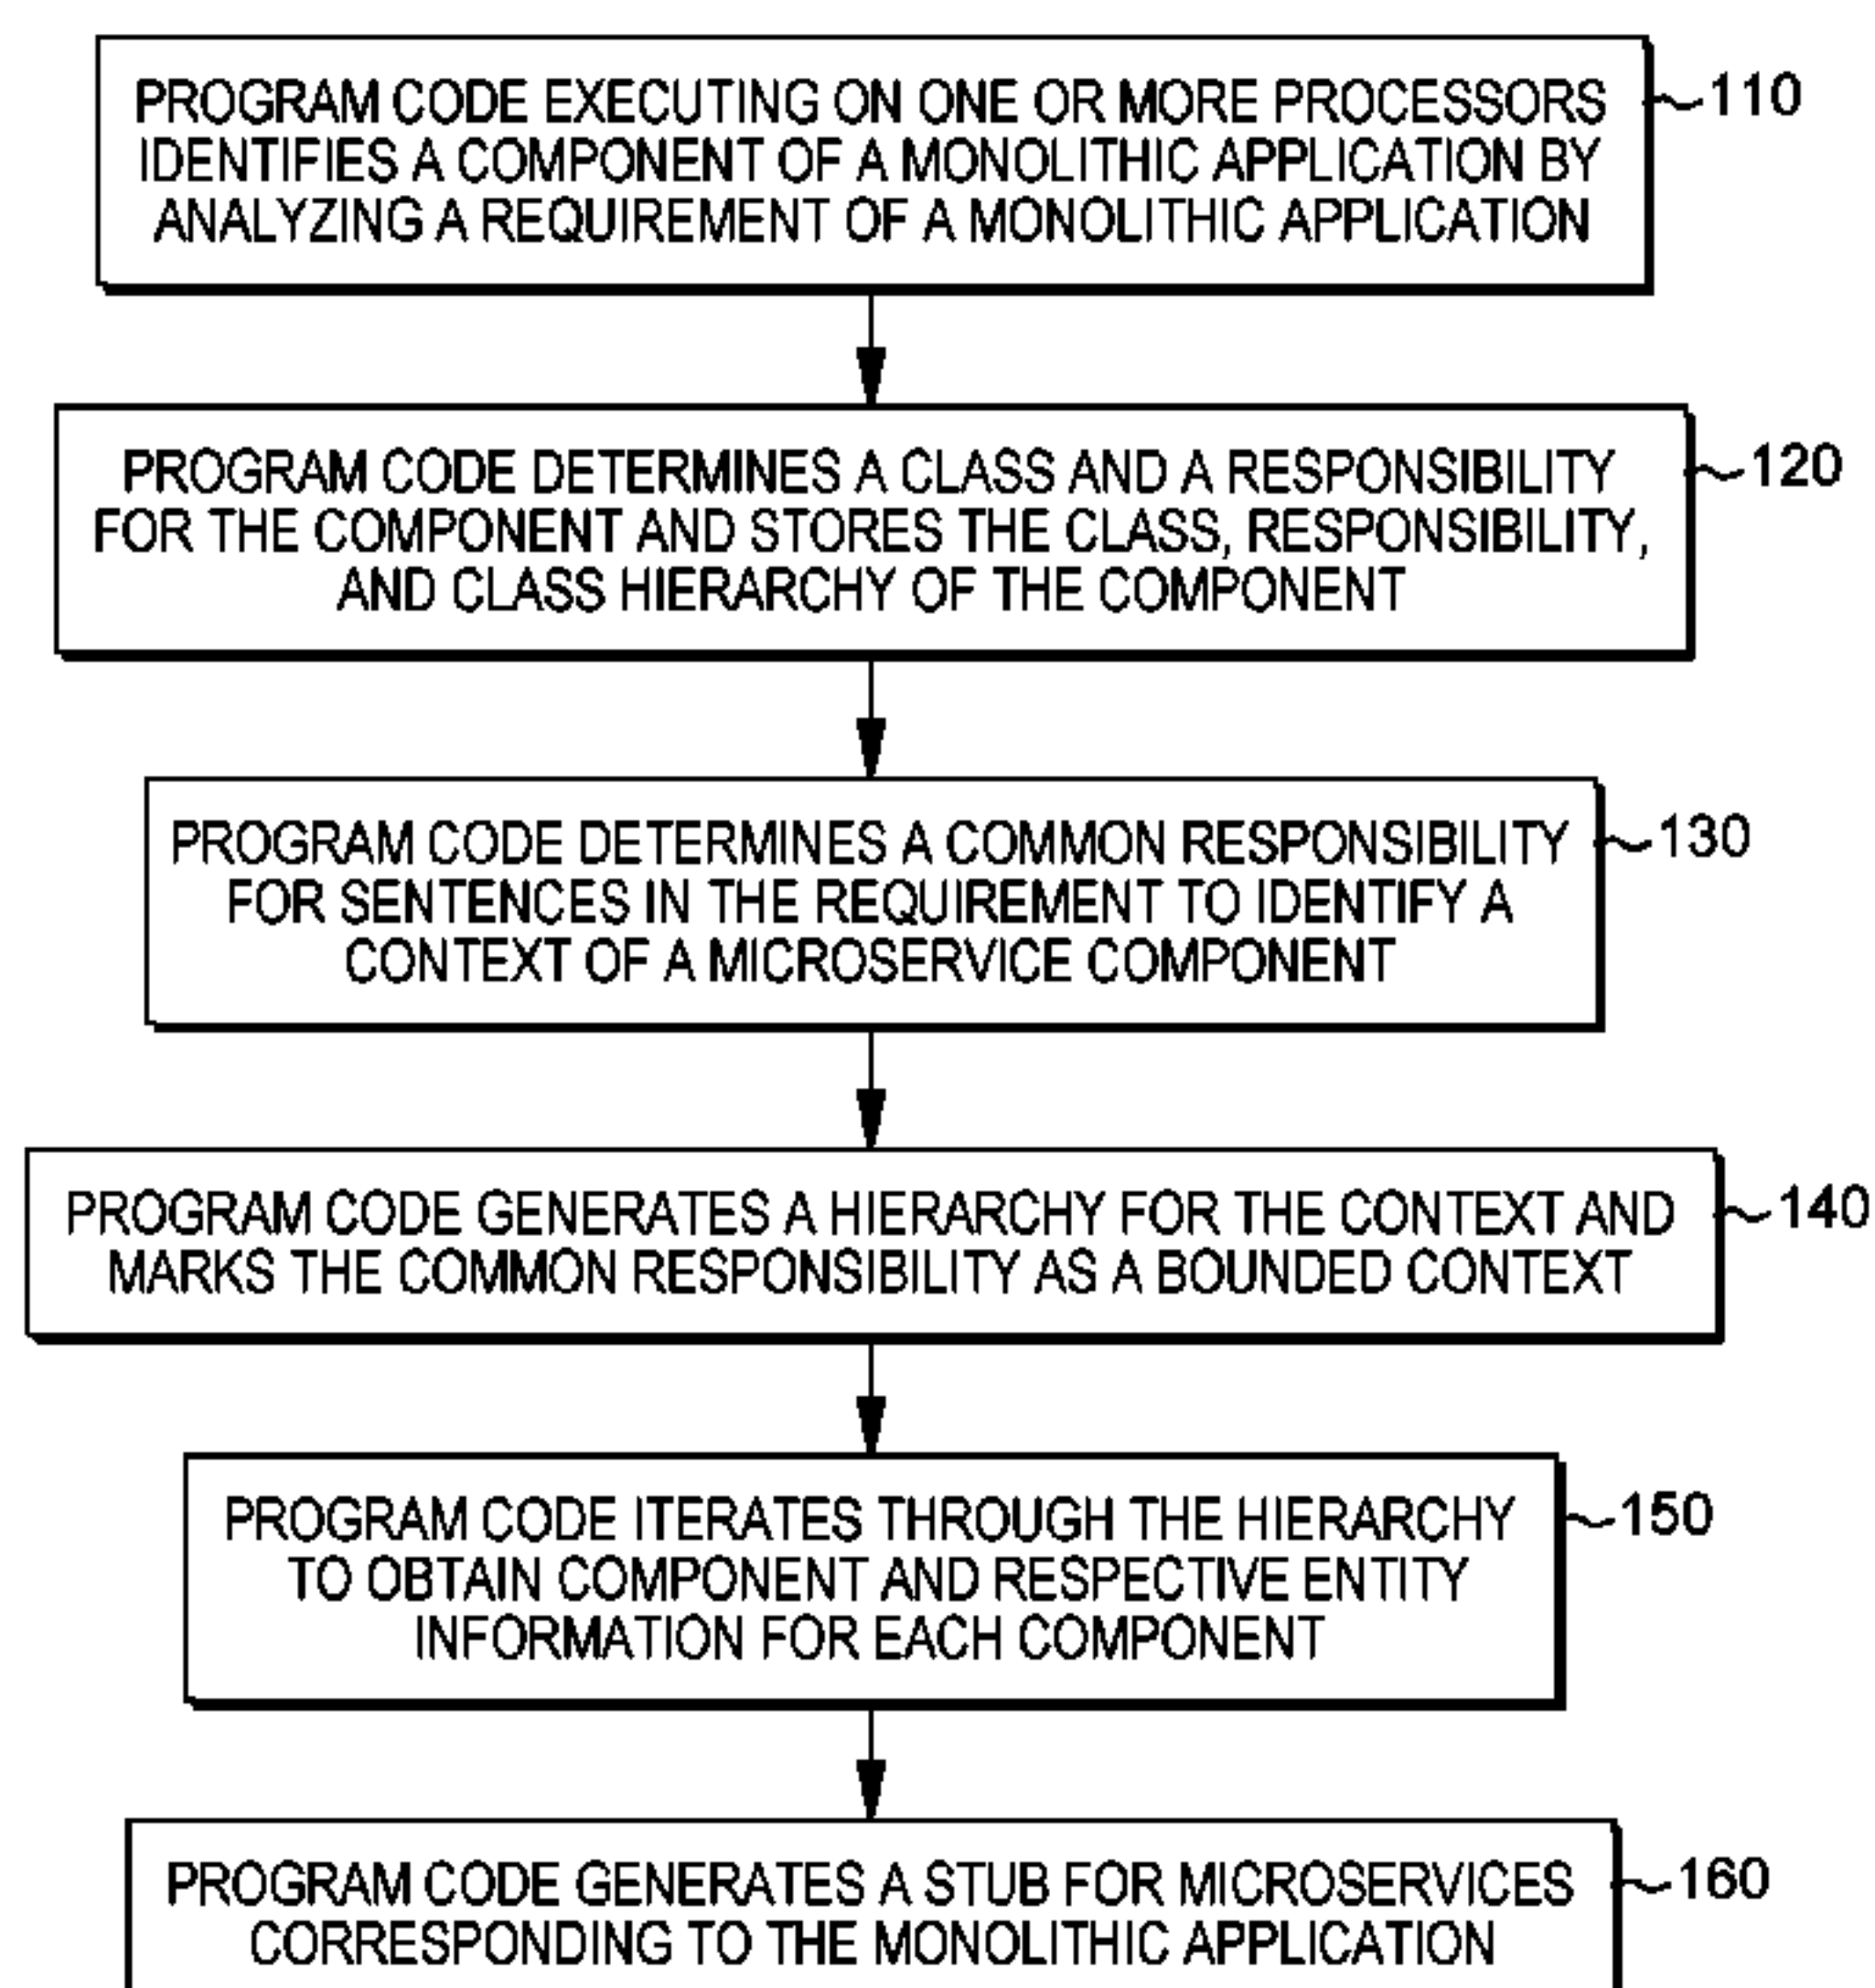 PROGRAM CODE EXECUTING ON ONE OR MORE PROCESSORS
IDENTIFIES A COMPONENT OF A MONOLITHIC APPLICATION BY
ANALYZING A REQUIREMENT OF A MONOLITHIC APPLICATION
110
PROGRAM CODE DETERMINES A CLASS AND A RESPONSIBILITY
FOR THE COMPONENT AND STORES THE CLASS, RESPONSIBILITY,
AND CLASS HIERARCHY OF THE COMPONENT
120
PROGRAM CODE DETERMINES A COMMON RESPONSIBILITY
FOR SENTENCES IN THE REQUIREMENT TO IDENTIFY A
CONTEXT OF A MICROSERVICE COMPONENT
130
PROGRAM CODE GENERATES A HIERARCHY FOR THE CONTEXT AND
MARKS THE COMMON RESPONSIBILITY AS A BOUNDED CONTEXT
140
PROGRAM CODE ITERATES THROUGH THE HIERARCHY
TO OBTAIN COMPONENT AND RESPECTIVE ENTITY
INFORMATION FOR EACH COMPONENT
150
PROGRAM CODE GENERATES A STUB FOR MICROSERVICES
CORRESPONDING TO THE MONOLITHIC APPLICATION
160